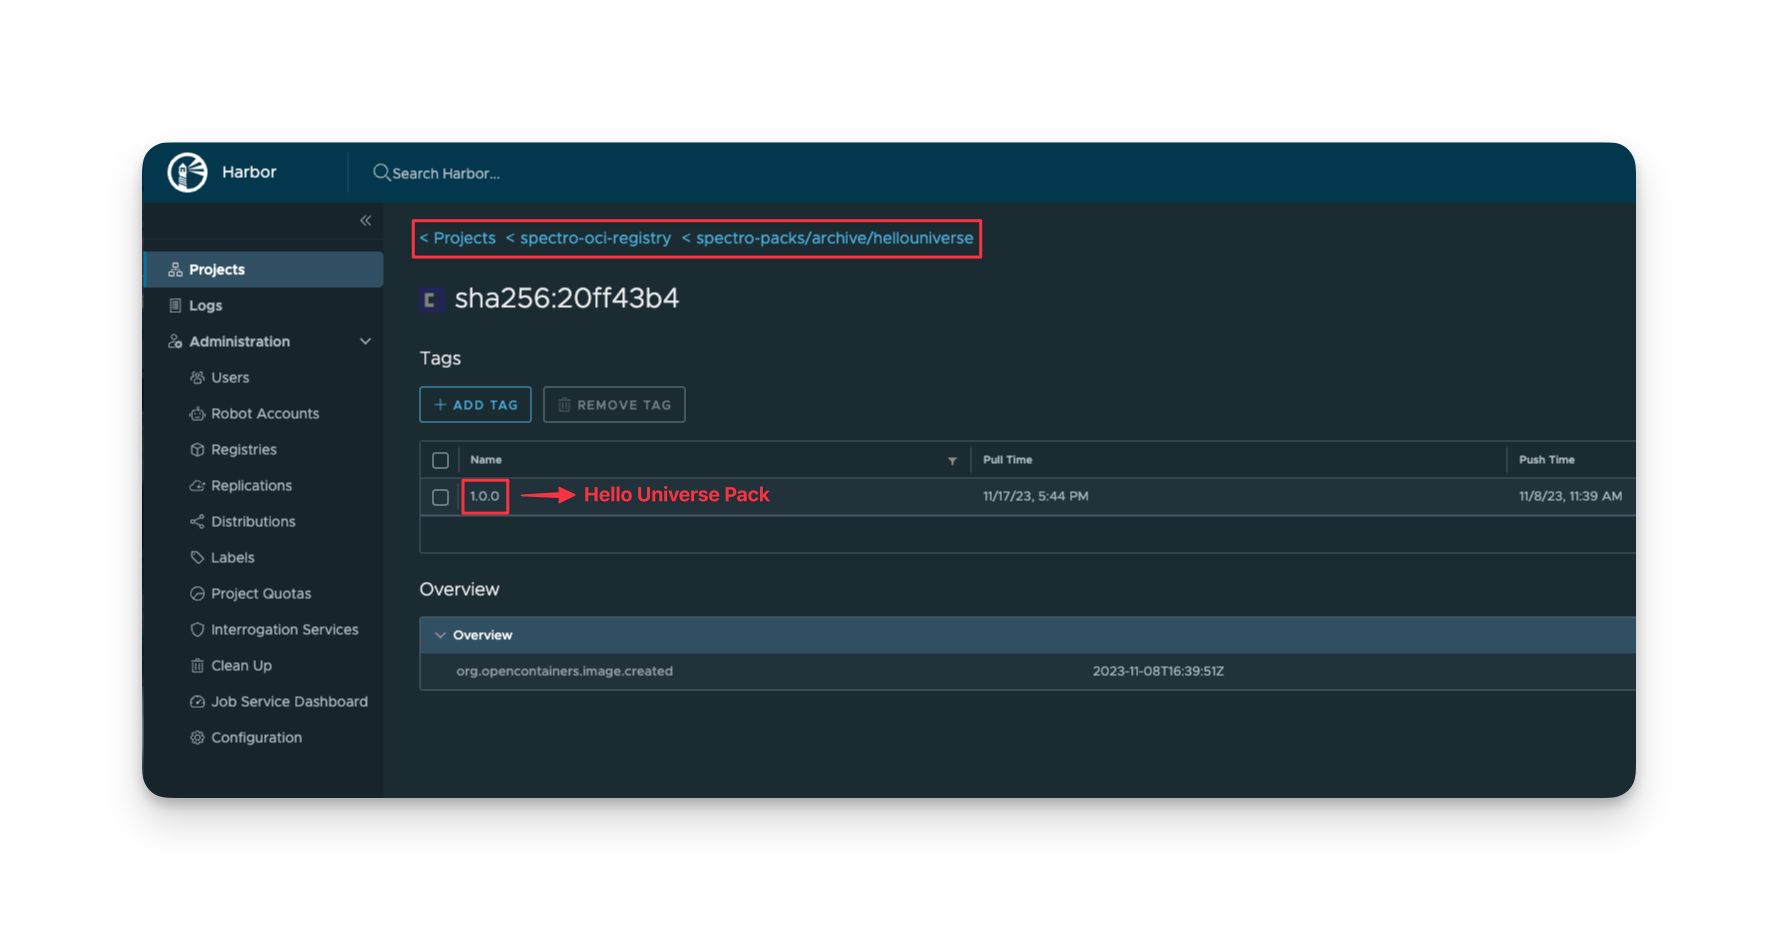 Harbor
Search Harbor...
«
< Projects < spectro-oci-registry < spectro-packs/archive/hellouniverse
Projects
Logs
Administration
Users
Robot Accounts
Registries
Replications
Distributions
Labels
Project Quotas
Interrogation Services
Clean Up
Job Service Dashboard
Configuration
sha256:20ff43b4
Tags
+ ADD TAG REMOVE TAG
Name Pull Time Push Time
1.0.0 Hello Universe Pack 11/17/23, 5:44 PM 11/8/23, 11:39 AM
Overview
Overview
org.opencontainers.image.created 2023-11-08T16:39:51Z